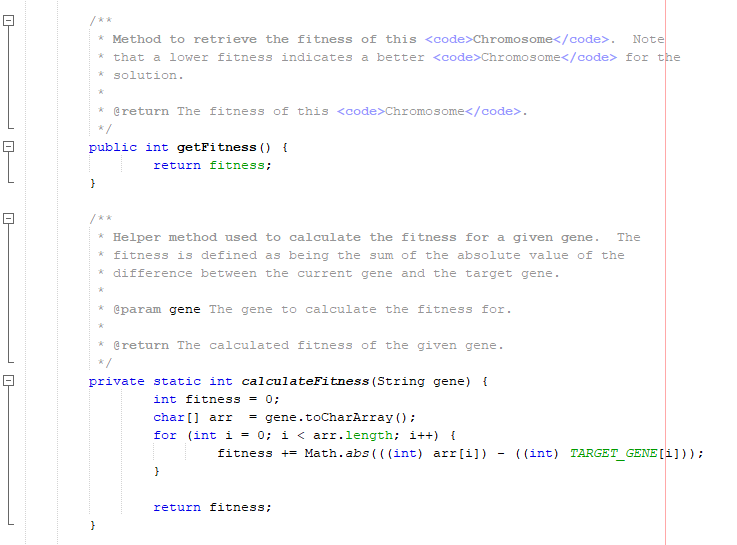 /**
 * Method to retrieve the fitness of this <code>Chromosome</code>.  Note
 * that a lower fitness indicates a better <code>Chromosome</code> for the
 * solution.
 *
 * @return The fitness of this <code>Chromosome</code>.
 */
public int getFitness() {
        return fitness;
}

/**
 * Helper method used to calculate the fitness for a given gene.  The
 * fitness is defined as being the sum of the absolute value of the
 * difference between the current gene and the target gene.
 *
 * @param gene The gene to calculate the fitness for.
 *
 * @return The calculated fitness of the given gene.
 */
private static int calculateFitness(String gene) {
        int fitness = 0;
        char[] arr  = gene.toCharArray();
        for (int i = 0; i < arr.length; i++) {
                fitness += Math.abs(((int) arr[i]) - ((int) TARGET_GENE[i]));
        }

        return fitness;
}